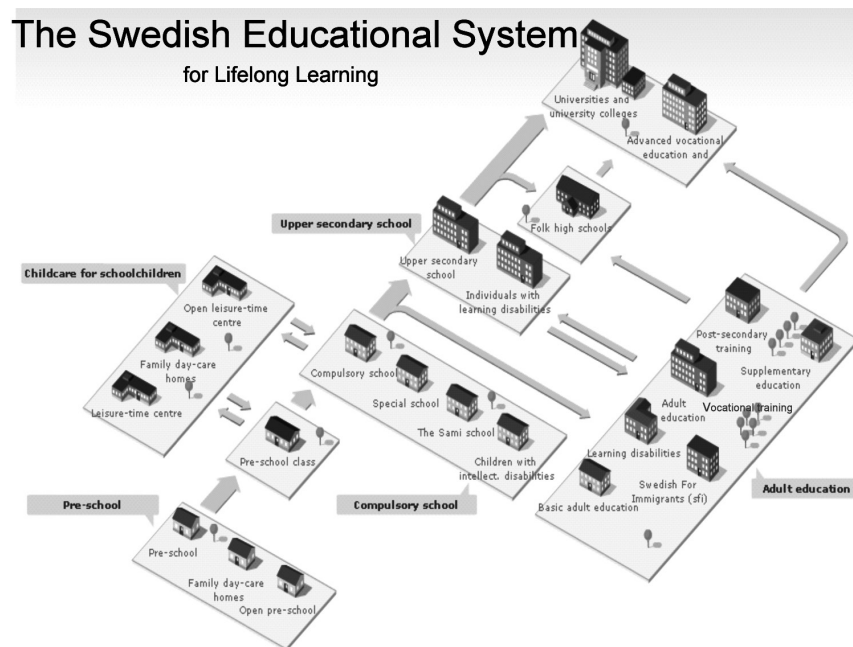 The Swedish Educational System
for Lifelong Learning
Universities and
university colleges
Advanced vocational
education and
Folk high schools
Upper secondary school
Upper secondary
school
Individuals with
learning disabilities
Childcare for schoolchildren
Open leisure-time
centre
Family day-care
homes
Leisure-time centre
Compulsory school
Special school
The Sami school
Children with
intellect. disabilities
Compulsory school
Pre-school class
Pre-school
Pre-school
Family day-care
homes
Open pre-school
Post-secondary
training
Supplementary
education
Adult
education
Vocational training
Learning disabilities
Swedish For
Immigrants (sfi)
Basic adult education
Adult education